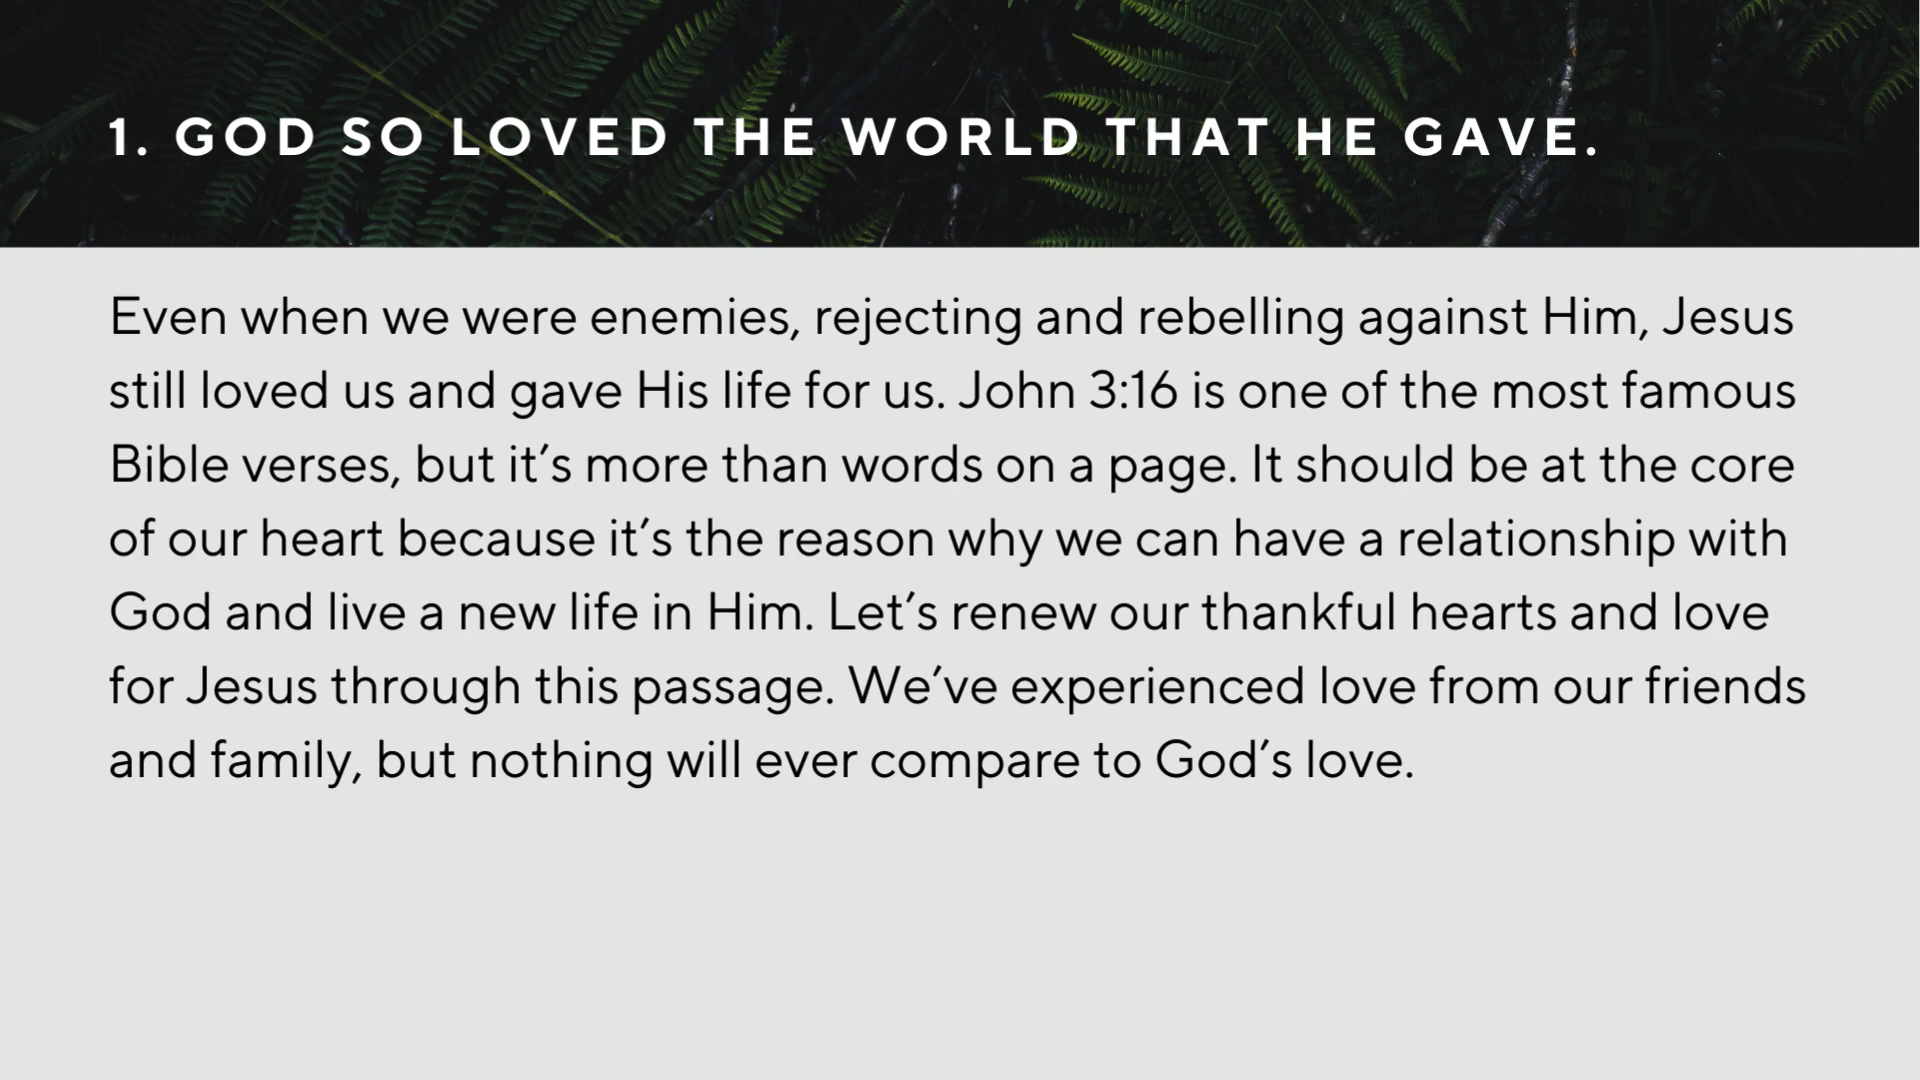 1. GOD SO LOVED THE WORLD THAT HE GAVE.
Even when we were enemies, rejecting and rebelling against Him, Jesus
still loved us and gave His life for us. John 3:16 is one of the most famous
Bible verses, but it’s more than words on a page. It should be at the core
of our heart because it’s the reason why we can have a relationship with
God and live a new life in Him. Let’s renew our thankful hearts and love
for Jesus through this passage. We’ve experienced love from our friends
and family, but nothing will ever compare to God’s love.